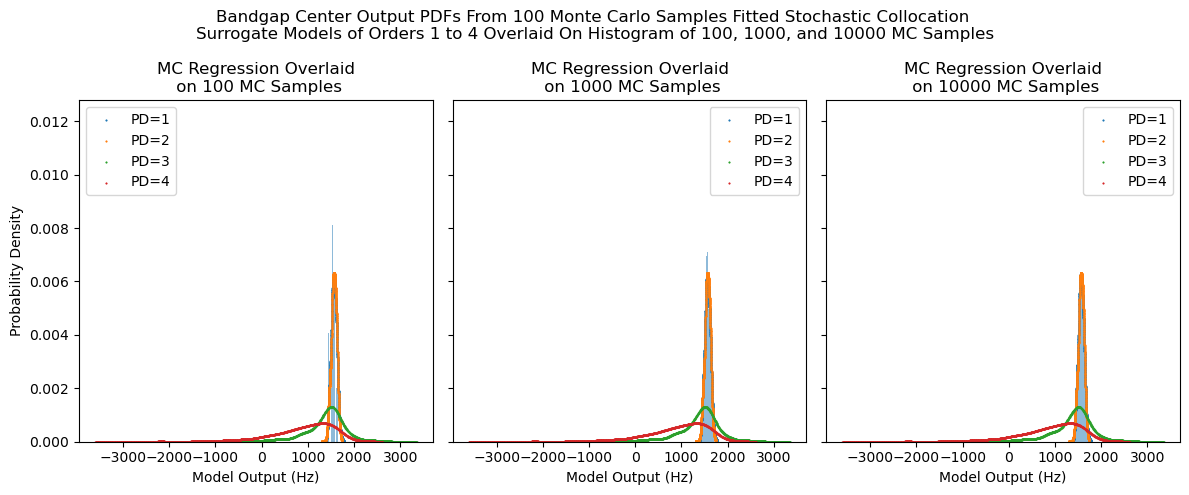 Bandgap Center Output PDFs From 100 Monte Carlo Samples Fitted Stochastic Collocation
Surrogate Models of Orders 1 to 4 Overlaid On Histogram of 100, 1000, and 10000 MC Samples
MC Regression Overlaid
on 100 MC Samples
MC Regression Overlaid
on 1000 MC Samples
MC Regression Overlaid
on 10000 MC Samples
Probability Density
0.012
0.010
0.008
0.006
0.004
0.002
0.000
PD=1
PD=2
PD=3
PD=4
PD=1
PD=2
PD=3
PD=4
PD=1
PD=2
PD=3
PD=4
−3000 −2000 −1000 0 1000 2000 3000
−3000 −2000 −1000 0 1000 2000 3000
−3000 −2000 −1000 0 1000 2000 3000
Model Output (Hz)
Model Output (Hz)
Model Output (Hz)